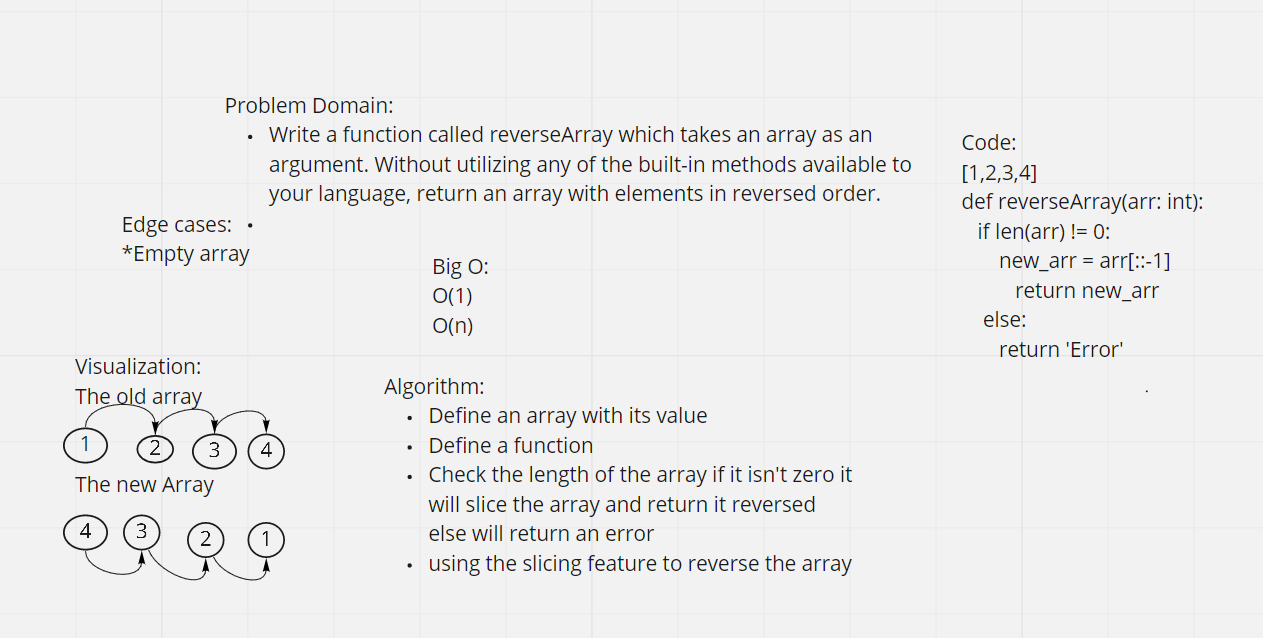 Problem Domain:
• Write a function called reverseArray which takes an array as an
argument. Without utilizing any of the built-in methods available to
your language, return an array with elements in reversed order.
Edge cases: •
*Empty array
Big O:
O(1)
O(n)
Visualization:
The old array
1 2 3 4
The new Array
4 3 2 1
Algorithm:
• Define an array with its value
• Define a function
• Check the length of the array if it isn't zero it
will slice the array and return it reversed
else will return an error
• using the slicing feature to reverse the array
Code:
[1,2,3,4]
def reverseArray(arr: int):
if len(arr) != 0:
new_arr = arr[::-1]
return new_arr
else:
return 'Error'
.